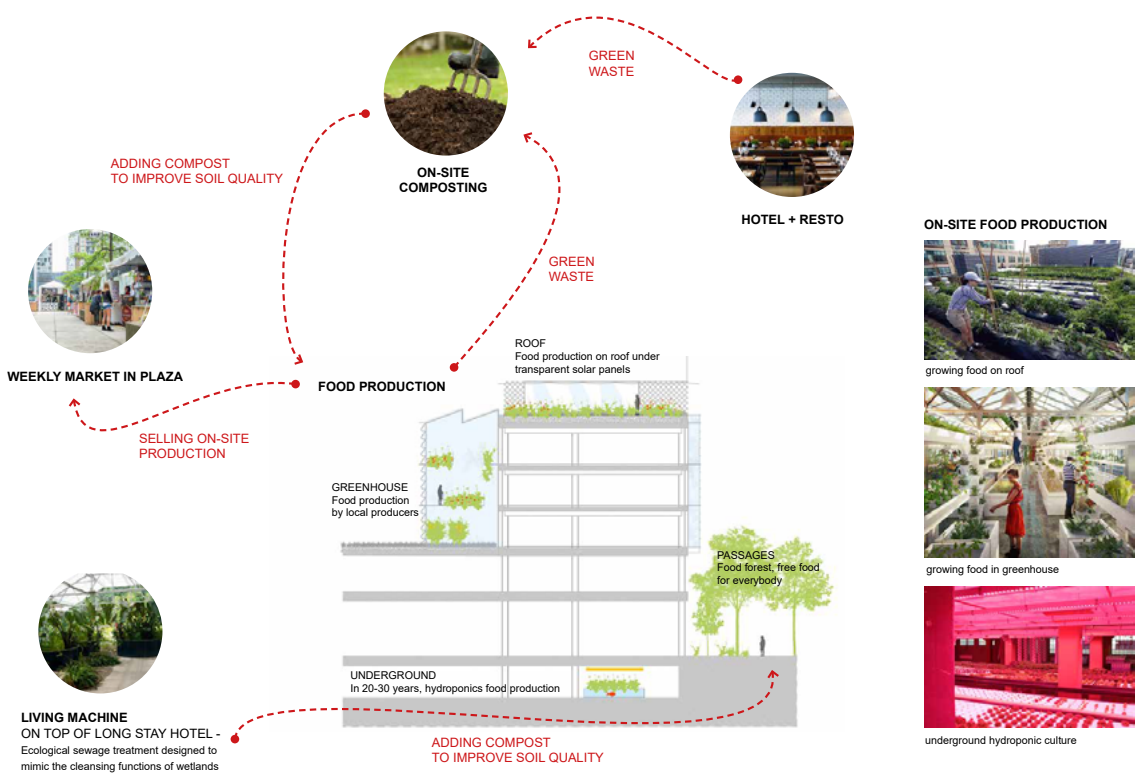 GREEN
WASTE
ADDING COMPOST
TO IMPROVE SOIL QUALITY
ON-SITE
COMPOSTING
HOTEL + RESTO
ON-SITE FOOD PRODUCTION
GREEN
WASTE
ROOF
Food production on roof under
transparent solar panels
growing food on roof
WEEKLY MARKET IN PLAZA
FOOD PRODUCTION
SELLING ON-SITE
PRODUCTION
GREENHOUSE
Food production
by local producers
PASSAGES
Food forest, free food
for everybody
growing food in greenhouse
UNDERGROUND
In 20-30 years, hydroponics food production
LIVING MACHINE
ON TOP OF LONG STAY HOTEL -
Ecological sewage treatment designed to
mimic the cleansing functions of wetlands
ADDING COMPOST
TO IMPROVE SOIL QUALITY
underground hydroponic culture